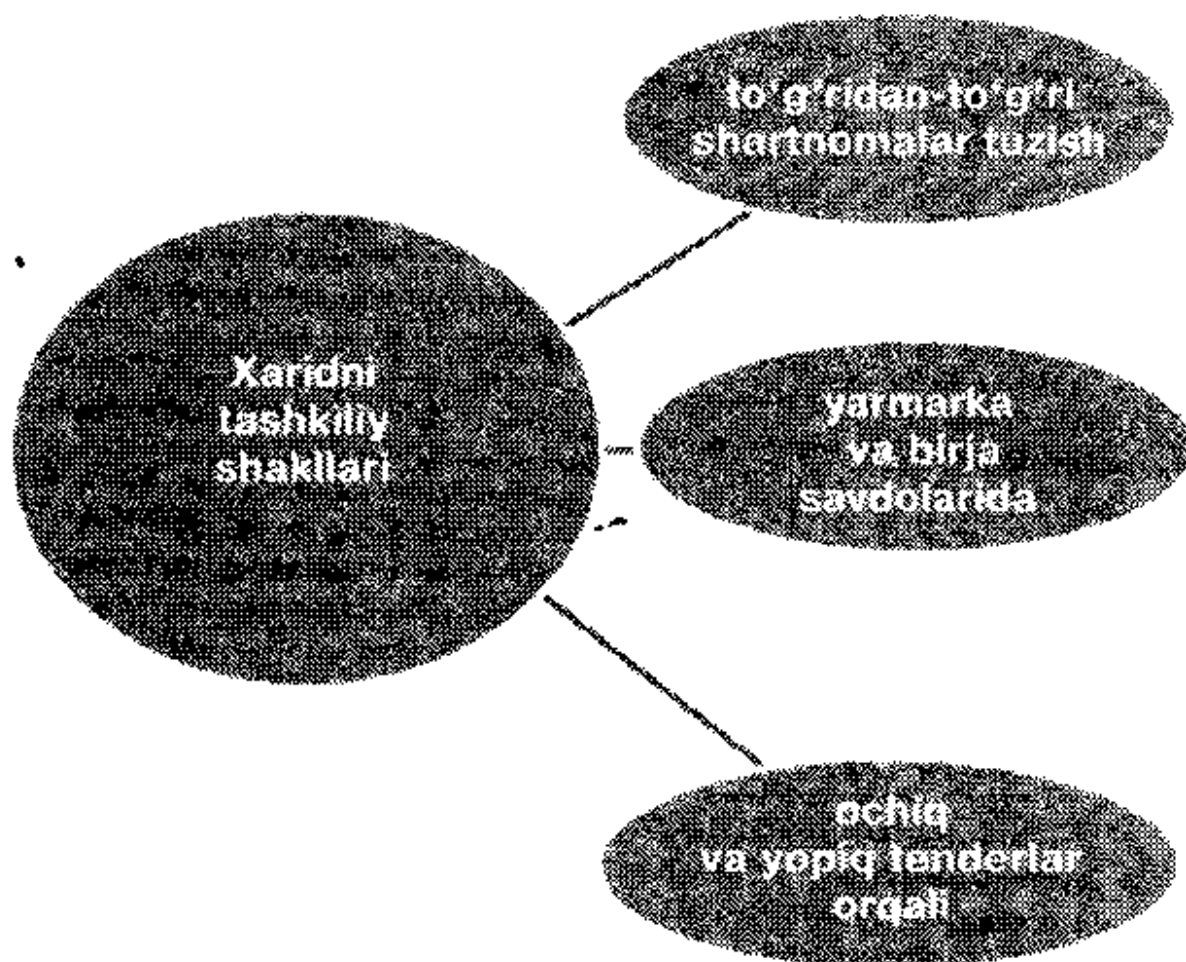 to‘g‘ridan-to‘g‘ri
shartnomalar tuzish
Xaridni
tashkiliy
shakllari
yarmarka
va birja
savdolarida
ochiq
va yopiq tenderlar
orqali